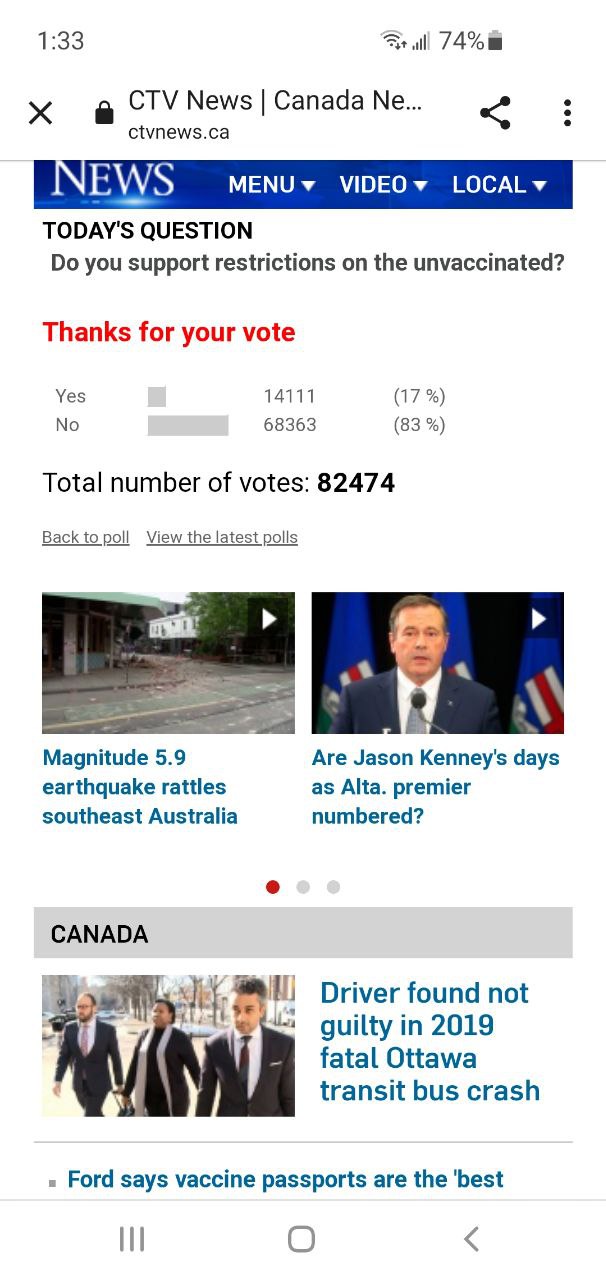 1:33 74%
CTV News | Canada Ne...
ctvnews.ca
NEWS MENU VIDEO LOCAL
TODAY'S QUESTION
Do you support restrictions on the unvaccinated?
Thanks for your vote
Yes 14111 (17 %)
No 68363 (83 %)
Total number of votes: 82474
Back to poll View the latest polls
Magnitude 5.9
earthquake rattles
southeast Australia
Are Jason Kenney's days
as Alta. premier
numbered?
CANADA
Driver found not
guilty in 2019
fatal Ottawa
transit bus crash
Ford says vaccine passports are the 'best